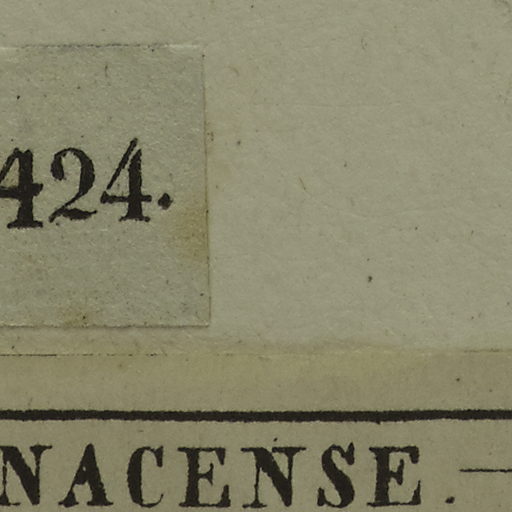 424.
NACENSE. —